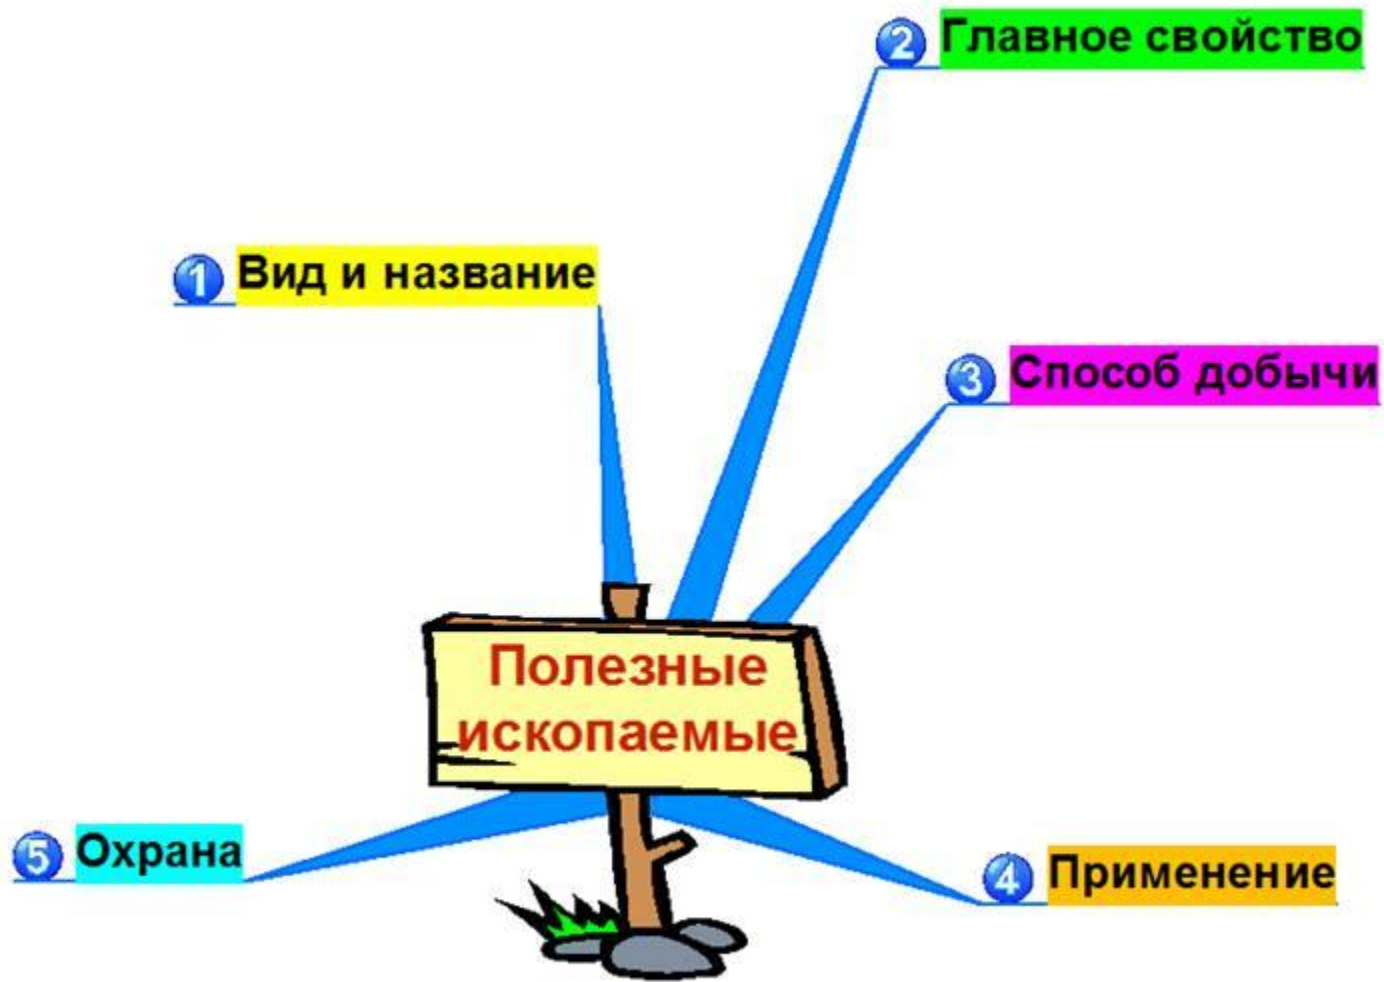 2 Главное свойство
1 Вид и название
3 Способ добычи
Полезные
ископаемые
5 Охрана
4 Применение